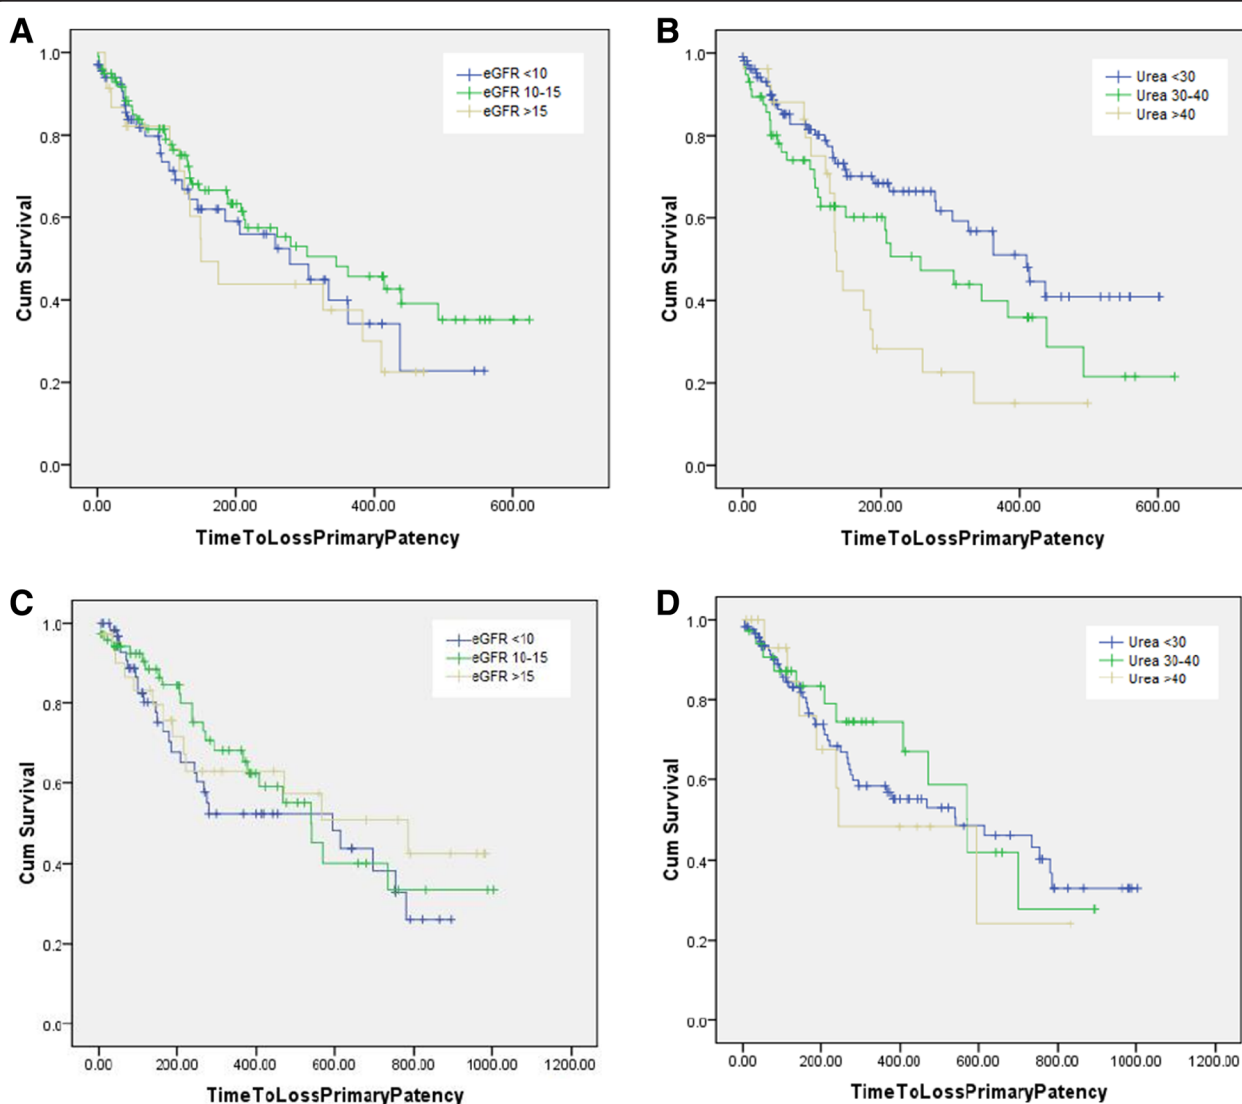 A
eGFR <10
eGFR 10-15
eGFR >15
1.0
0.8
0.6
0.4
0.2
0.0
Cum Survival
0.00 200.00 400.00 600.00
TimeToLossPrimaryPatency
B
Urea <30
Urea 30-40
Urea >40
1.0
0.8
0.6
0.4
0.2
0.0
Cum Survival
0.00 200.00 400.00 600.00
TimeToLossPrimaryPatency
C
eGFR <10
eGFR 10-15
eGFR >15
1.0
0.8
0.6
0.4
0.2
0.0
Cum Survival
0.00 200.00 400.00 600.00 800.00 1000.00 1200.00
TimeToLossPrimaryPatency
D
Urea <30
Urea 30-40
Urea >40
1.0
0.8
0.6
0.4
0.2
0.0
Cum Survival
0.00 200.00 400.00 600.00 800.00 1000.00 1200.00
TimeToLossPrimaryPatency